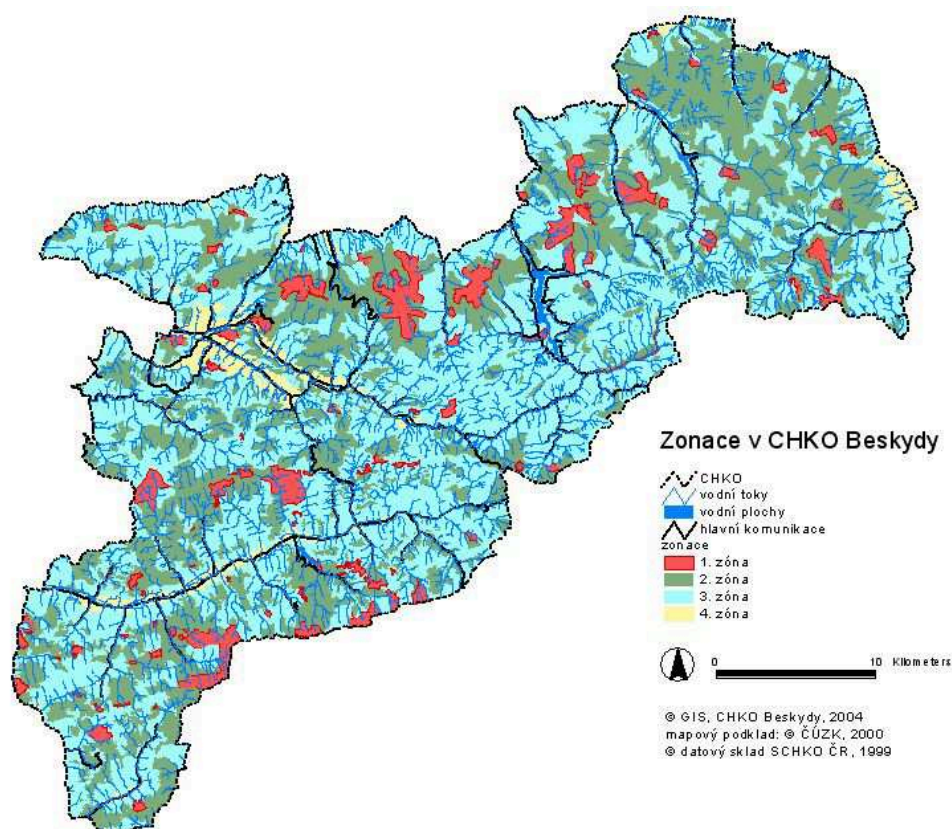 Zonace v CHKO Beskydy
CHKO
vodní toky
vodní plochy
hlavní komunikace
zonace
1. zóna
2. zóna
3. zóna
4. zóna
0 10 Kilometers
© GIS, CHKO Beskydy, 2004
mapový podklad: © ČÚZK, 2000
© datový sklad SCHKO ČR, 1999